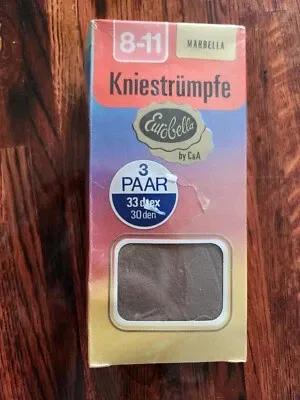 8-11
MARBELLA
Kniestrümpfe
Eurobella
by C&A
3
PAAR
33 dtex
30 den